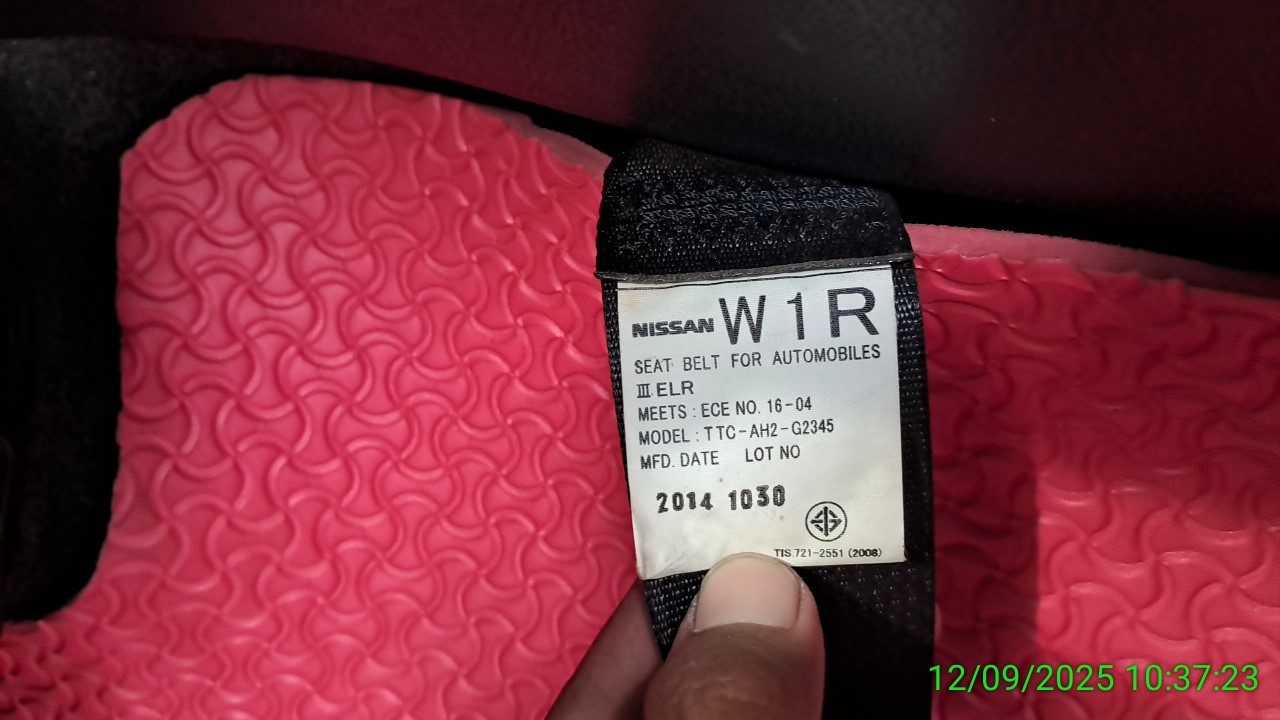 NISSAN W1R
SEAT BELT FOR AUTOMOBILES
III.ELR
MEETS : ECE NO. 16-04
MODEL : TTC-AH2-G2345
MFD. DATE LOT NO
2014 1030
TIS.721-2551 (2008)
12/09/2025 10:37:23